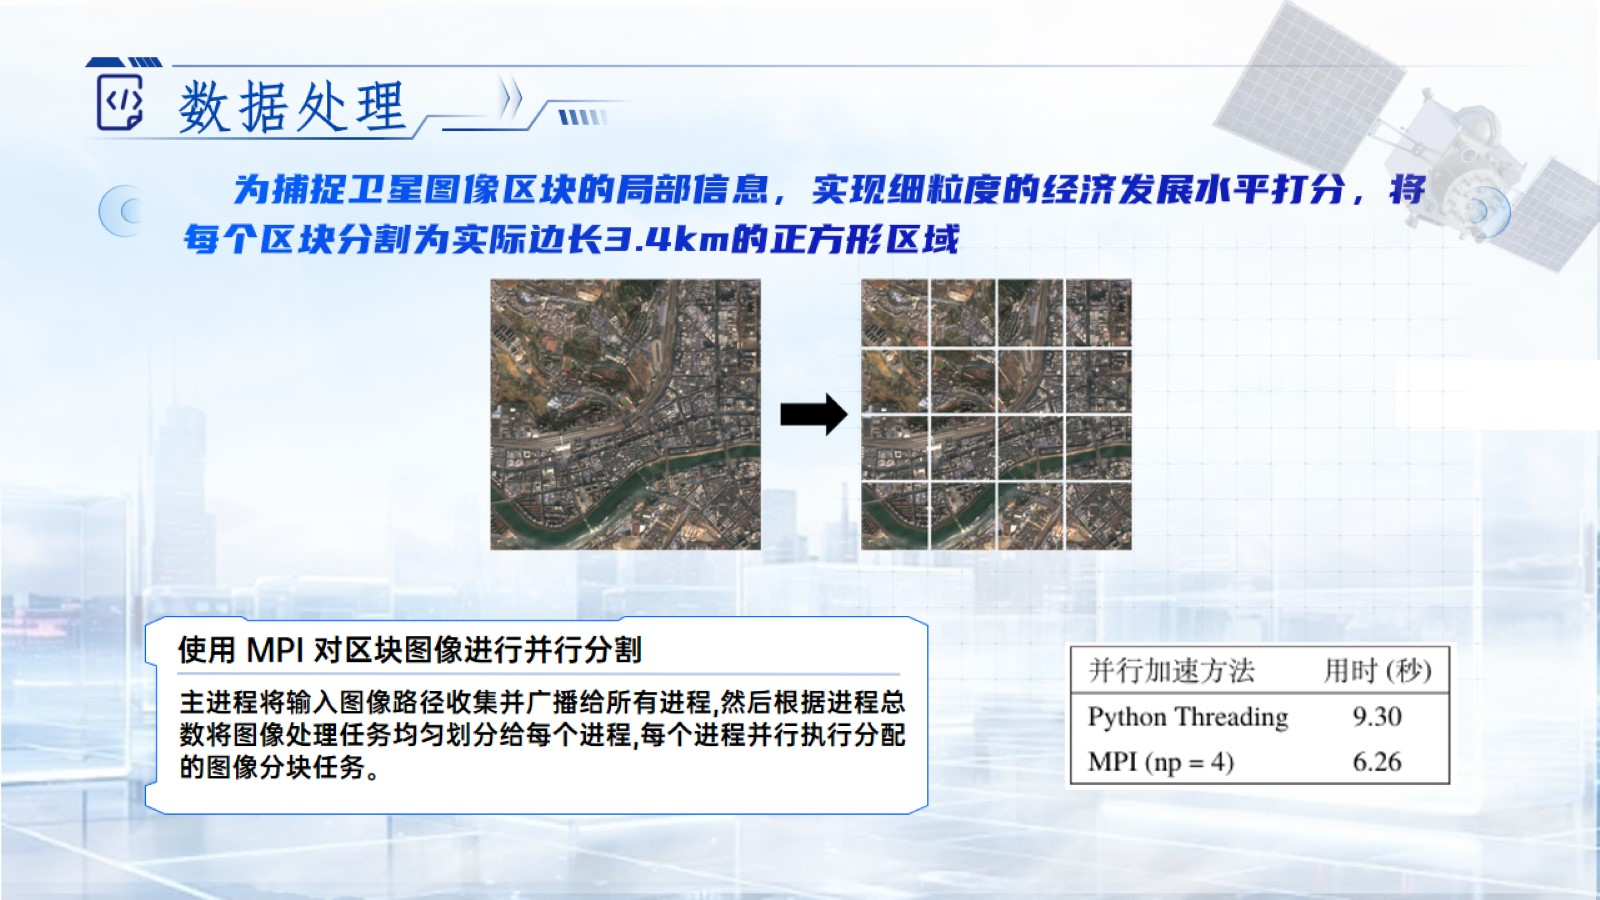 数据处理
为捕捉卫星图像区块的局部信息，实现细粒度的经济发展水平打分，将
每个区块分割为实际边长3.4km的正方形区域
使用 MPI 对区块图像进行并行分割
主进程将输入图像路径收集并广播给所有进程,然后根据进程总
数将图像处理任务均匀划分给每个进程,每个进程并行执行分配
的图像分块任务。
并行加速方法 用时 (秒)
Python Threading 9.30
MPI (np = 4) 6.26